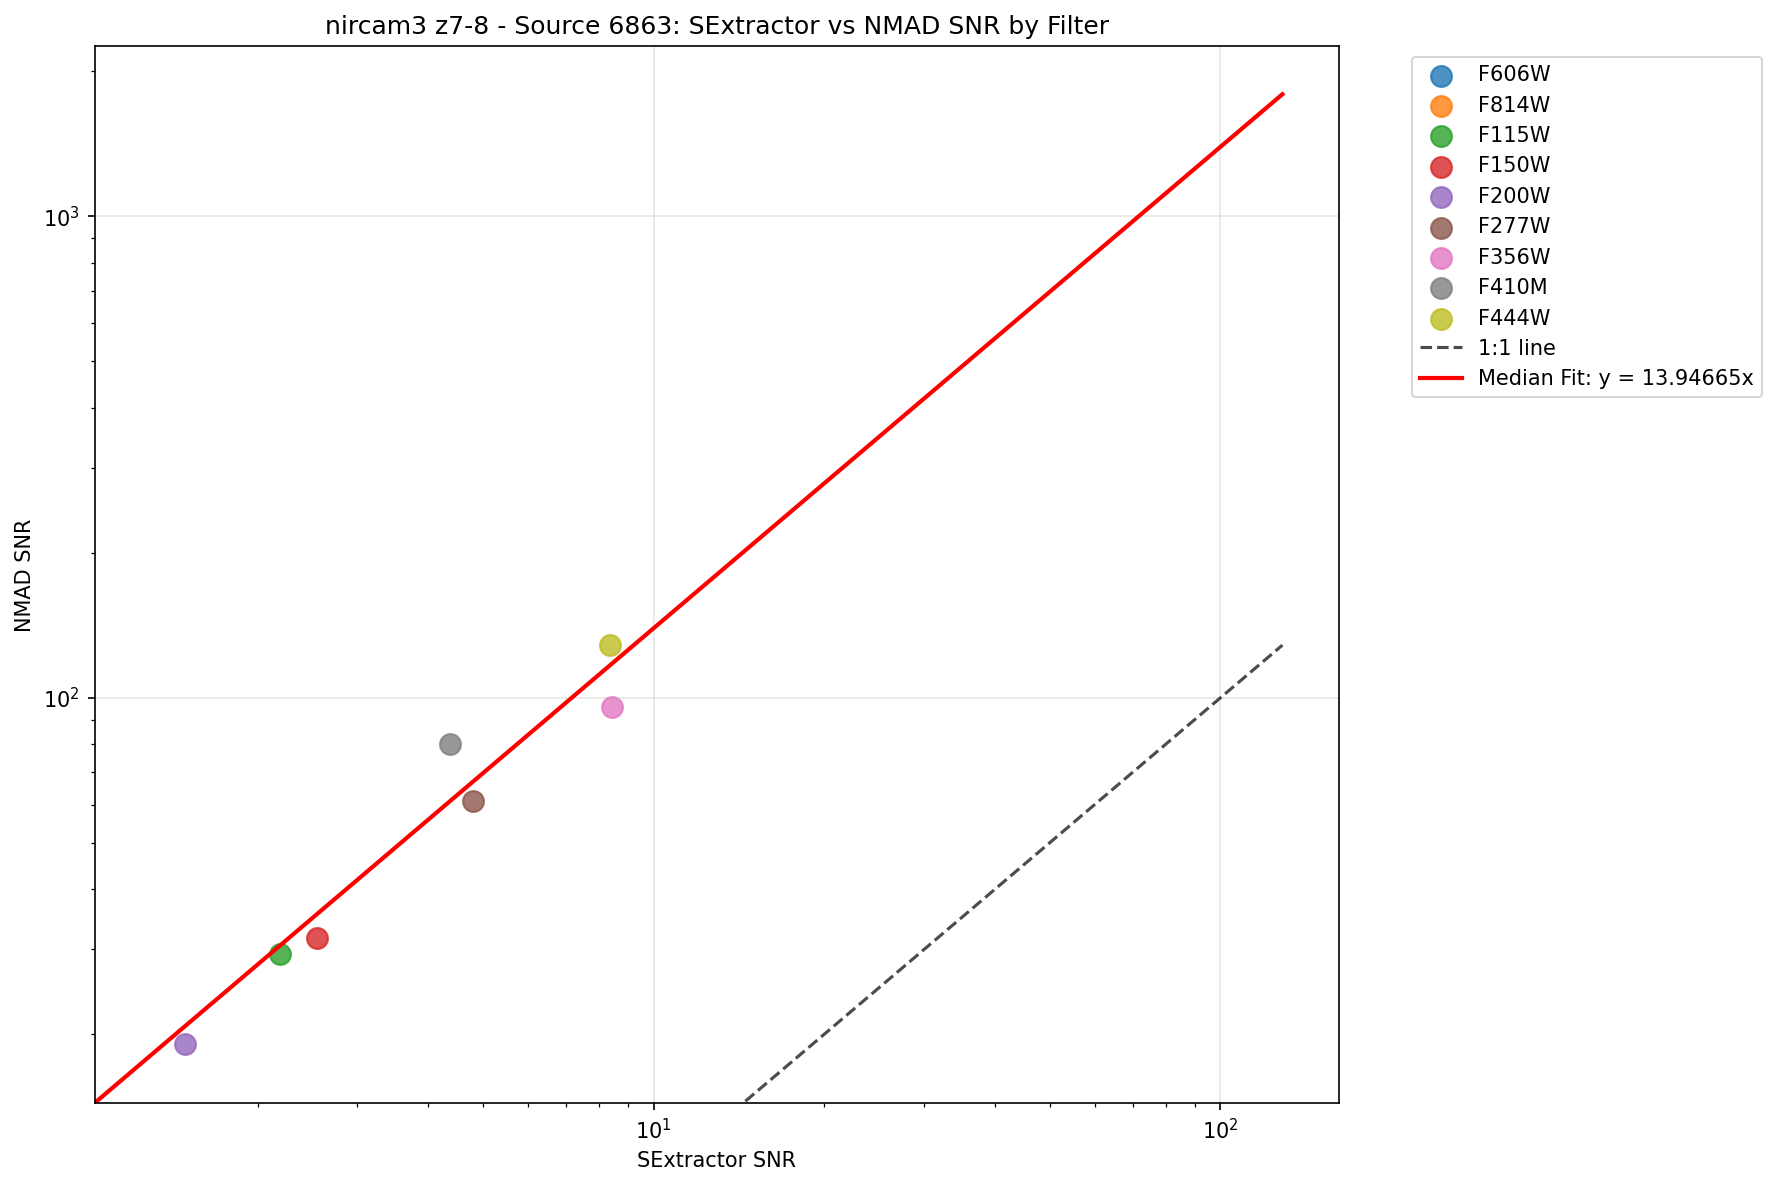 nircam3 z7-8 - Source 6863: SExtractor vs NMAD SNR by Filter
F606W
F814W
F115W
F150W
F200W
F277W
F356W
F410M
F444W
1:1 line
Median Fit: y = 13.94665x
NMAD SNR
10³
10²
10¹
10²
SExtractor SNR